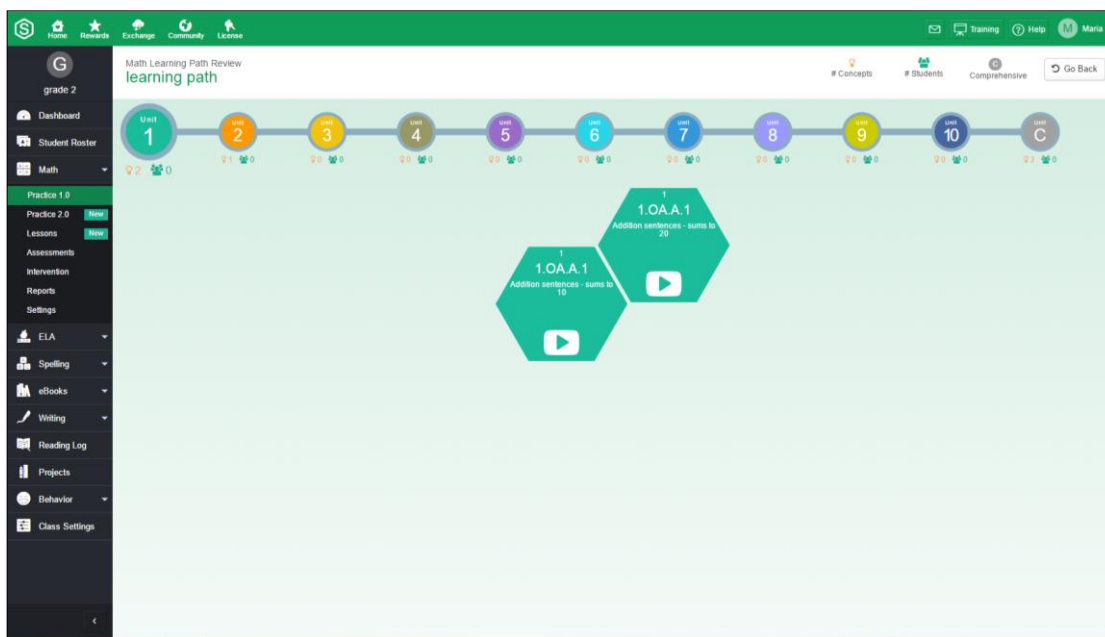 Home Rewards Exchange Community License Training Help M Maria
G
grade 2
Dashboard
Student Roster
Math
Practice 1.0
Practice 2.0 New
Lessons New
Assessments
Intervention
Reports
Settings
ELA
Spelling
eBooks
Writing
Reading Log
Projects
Behavior
Class Settings
Math Learning Path Review
learning path
# Concepts
# Students
C
Comprehensive
Go Back
Unit Unit Unit Unit Unit Unit Unit Unit Unit Unit Unit
1 2 3 4 5 6 7 8 9 10 C
2 0 1 0 0 0 0 0 0 0 0 0 0 0 0 0 0 0 0 0 3 0
1
1.OA.A.1
Addition sentences - sums to
20
1
1.OA.A.1
Addition sentences - sums to
10